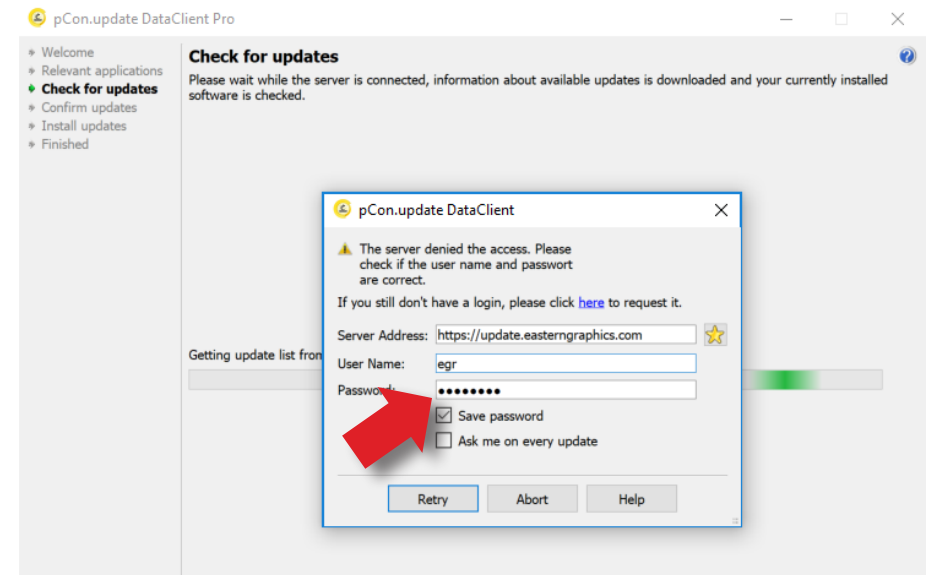 pCon.update DataClient Pro
Welcome
Relevant applications
Check for updates
Confirm updates
Install updates
Finished
Check for updates
Please wait while the server is connected, information about available updates is downloaded and your currently installed
software is checked.
Getting update list from
pCon.update DataClient
The server denied the access. Please
check if the user name and passwort
are correct.
If you still don't have a login, please click here to request it.
Server Address: https://update.easterngraphics.com
User Name: egr
Password: ●●●●●●●●
Save password
Ask me on every update
Retry Abort Help